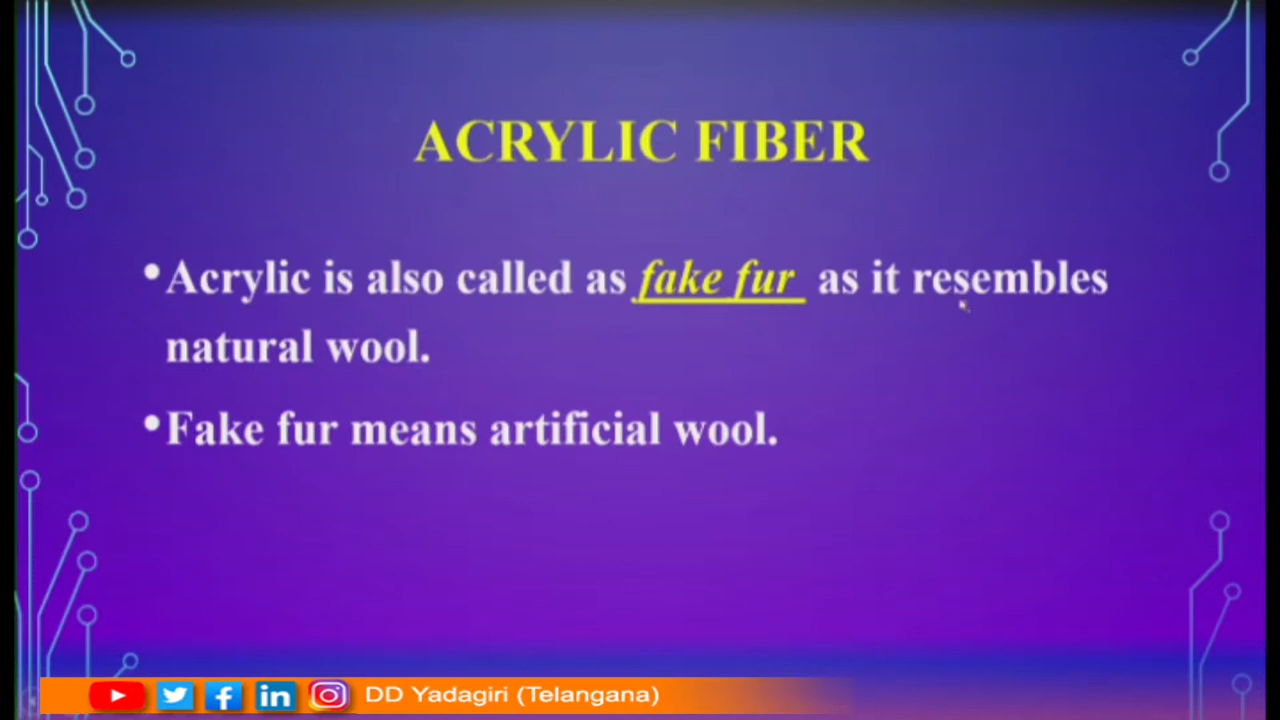 ACRYLIC FIBER
•Acrylic is also called as fake fur as it resembles
natural wool.
•Fake fur means artificial wool.
DD Yadagiri (Telangana)